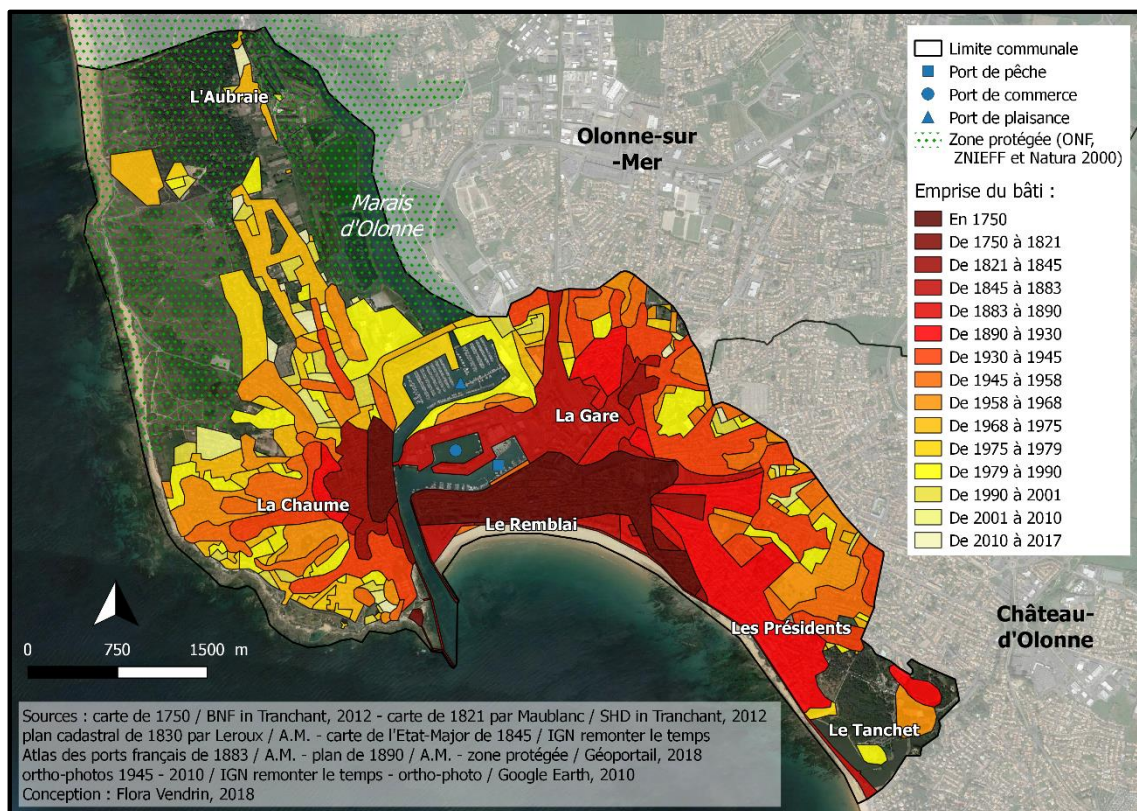 L'Aubraie
Olonne-sur
-Mer
Marais
d'Olonne
La Gare
La Chaume
Le Remblai
Les Présidents
Château-
d'Olonne
Le Tanchet
Limite communale
Port de pêche
Port de commerce
Port de plaisance
Zone protégée (ONF,
ZNIEFF et Natura 2000)
Emprise du bâti :
En 1750
De 1750 à 1821
De 1821 à 1845
De 1845 à 1883
De 1883 à 1890
De 1890 à 1930
De 1930 à 1945
De 1945 à 1958
De 1958 à 1968
De 1968 à 1975
De 1975 à 1979
De 1979 à 1990
De 1990 à 2001
De 2001 à 2010
De 2010 à 2017
0 750 1500 m
Sources : carte de 1750 / BNF in Tranchant, 2012 - carte de 1821 par Maublanc / SHD in Tranchant, 2012
plan cadastral de 1830 par Leroux / A.M. - carte de l'Etat-Major de 1845 / IGN remonter le temps
Atlas des ports français de 1883 / A.M. - plan de 1890 / A.M. - zone protégée / Géoportail, 2018
ortho-photos 1945 - 2010 / IGN remonter le temps - ortho-photo / Google Earth, 2010
Conception : Flora Vendrin, 2018